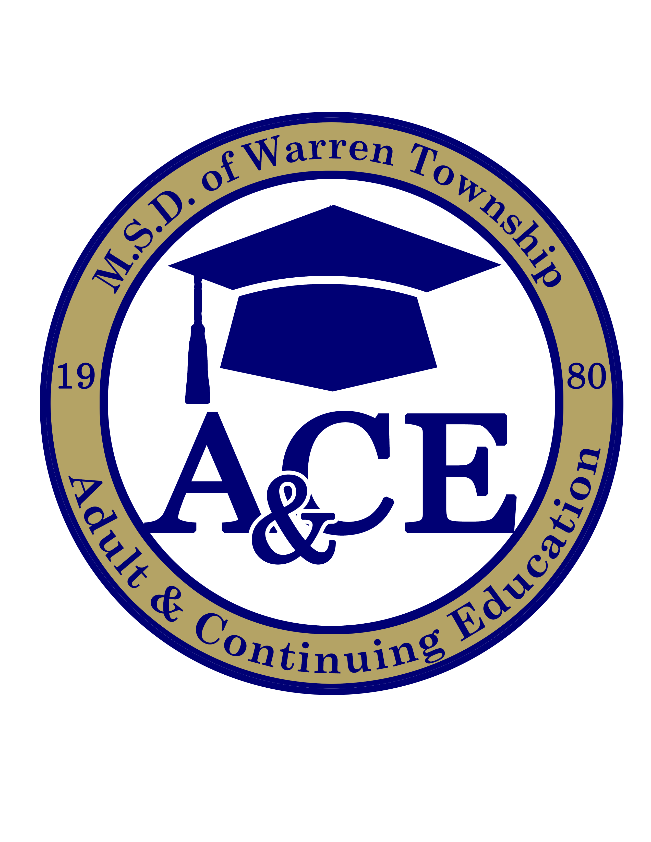 M.S.D. of Warren Township
19 80
A&CE
Adult & Continuing Education